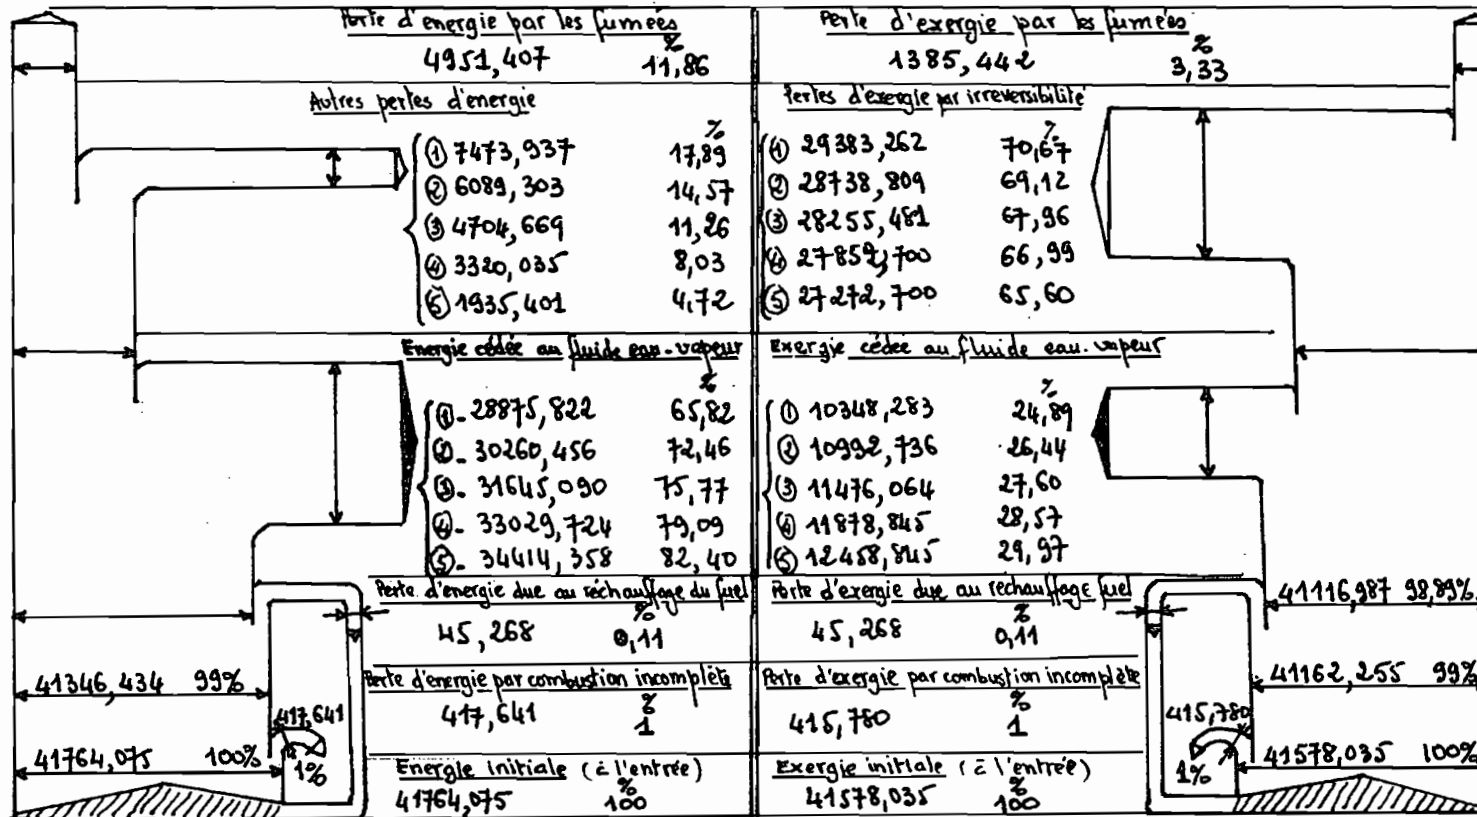 Perte d'energie par les fumées
%
4951,407 11,86
Autres pertes d'energie
%
① 7473,937 17,89
② 6089,303 14,57
③ 4704,669 11,26
④ 3320,035 8,03
⑤ 1935,401 4,72
Energie cédée au fluide eau-vapeur
%
①- 28875,822 65,82
②- 30260,456 72,46
③- 31645,090 75,77
④- 33029,724 79,09
⑤- 34414,358 82,40
Perte d'energie due au réchauffage du fuel
%
45,268 0,11
Perte d'energie par combustion incomplète
%
417,641 1
Energie initiale (à l'entrée)
%
41764,075 100
41346,434 99%
417,641
1%
41764,075 100%
Perte d'exergie par les fumées
%
1385,442 3,33
Pertes d'exergie par irreversibilité
%
① 29383,262 70,67
② 28738,809 69,12
③ 28255,481 67,96
④ 27852,700 66,99
⑤ 27272,700 65,60
Exergie cédée au fluide eau-vapeur
%
① 10348,283 24,89
② 10992,736 26,44
③ 11476,064 27,60
④ 11878,845 28,57
⑤ 12458,845 29,97
Perte d'exergie due au rechauffage fuel
%
45,268 0,11
Perte d'exergie par combustion incomplète
%
415,780 1
Exergie initiale (à l'entrée)
%
41578,035 100
41116,987 98,89%
41162,255 99%
415,780
1%
41578,035 100%